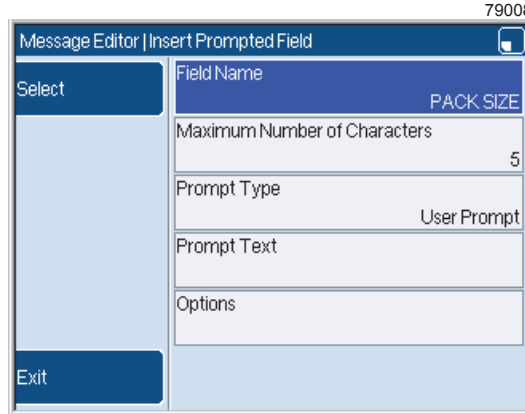 79008
Message Editor | Insert Prompted Field
Select
Field Name
PACK SIZE
Maximum Number of Characters
5
Prompt Type
User Prompt
Prompt Text
Options
Exit